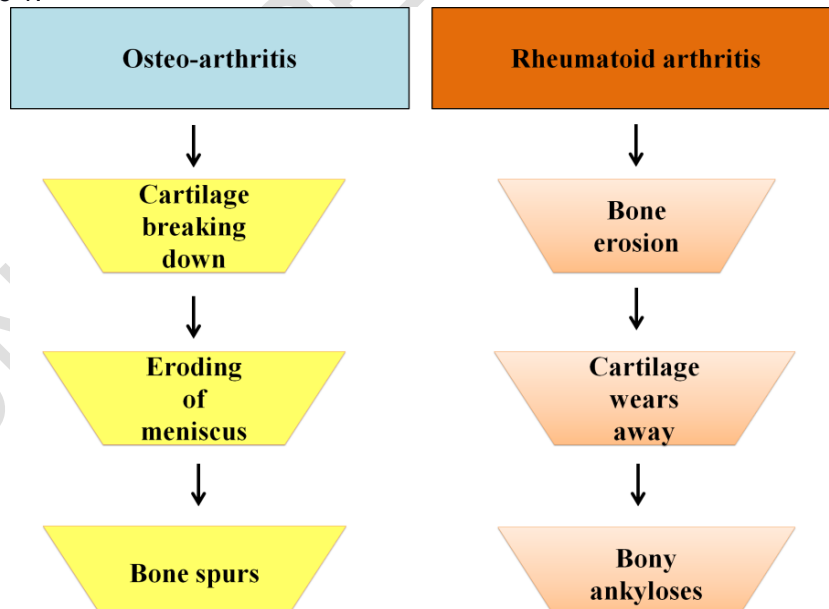 Osteo-arthritis
Cartilage
breaking
down
Eroding
of
meniscus
Bone spurs
Rheumatoid arthritis
Bone
erosion
Cartilage
wears
away
Bony
ankyloses